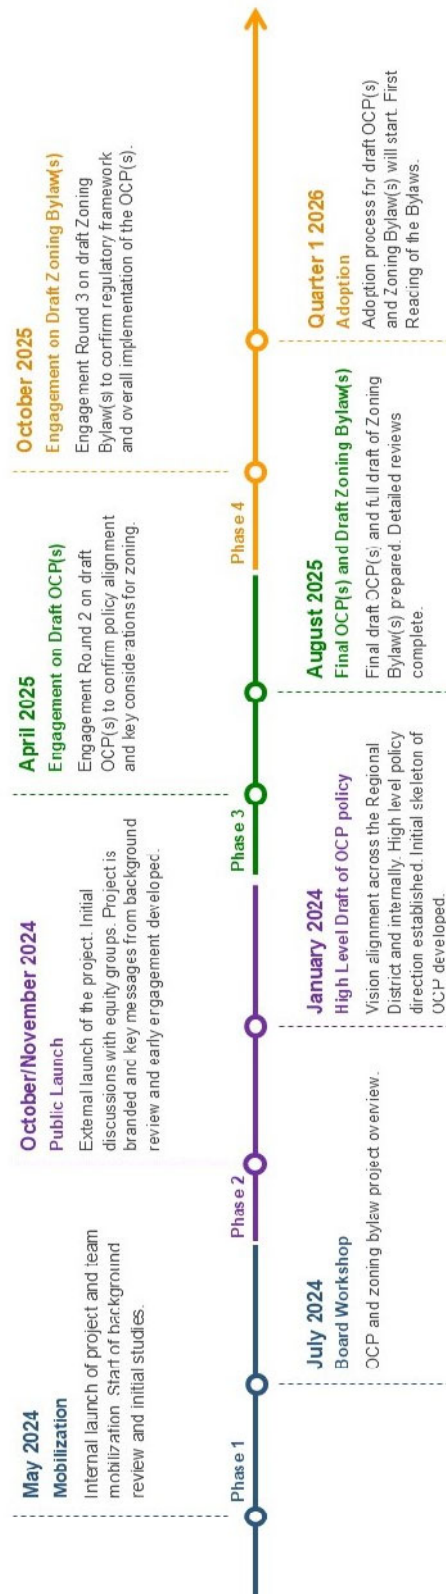 May 2024
Mobilization
Internal launch of project and team
mobilization Start of background
review and initial studies.
Phase 1
July 2024
Board Workshop
OCP and zoning bylaw project overview.
October/November 2024
Public Launch
External launch of the project. Initial
discussions with equity groups. Project is
branded and key messages from background
review and early engagement developed.
Phase 2
January 2024
High Level Draft of OCP policy
Vision alignment across the Regional
District and internally. High level policy
direction established. Initial skeleton of
OCP developed.
April 2025
Engagement on Draft OCP(s)
Engagement Round 2 on draft
OCP(s) to confirm policy alignment
and key considerations for zoning.
Phase 3
August 2025
Final OCP(s) and Draft Zoning Bylaw(s)
Final draft OCP(s) and full draft of Zoning
Bylaw(s) prepared. Detailed reviews
complete.
October 2025
Engagement on Draft Zoning Bylaw(s)
Engagement Round 3 on draft Zoning
Bylaw(s) to confirm regulatory framework
and overall implementation of the OCP(s).
Phase 4
Quarter 1 2026
Adoption
Adoption process for draft OCP(s)
and Zoning Bylaw(s) will start. First
Reacing of the Bylaws.